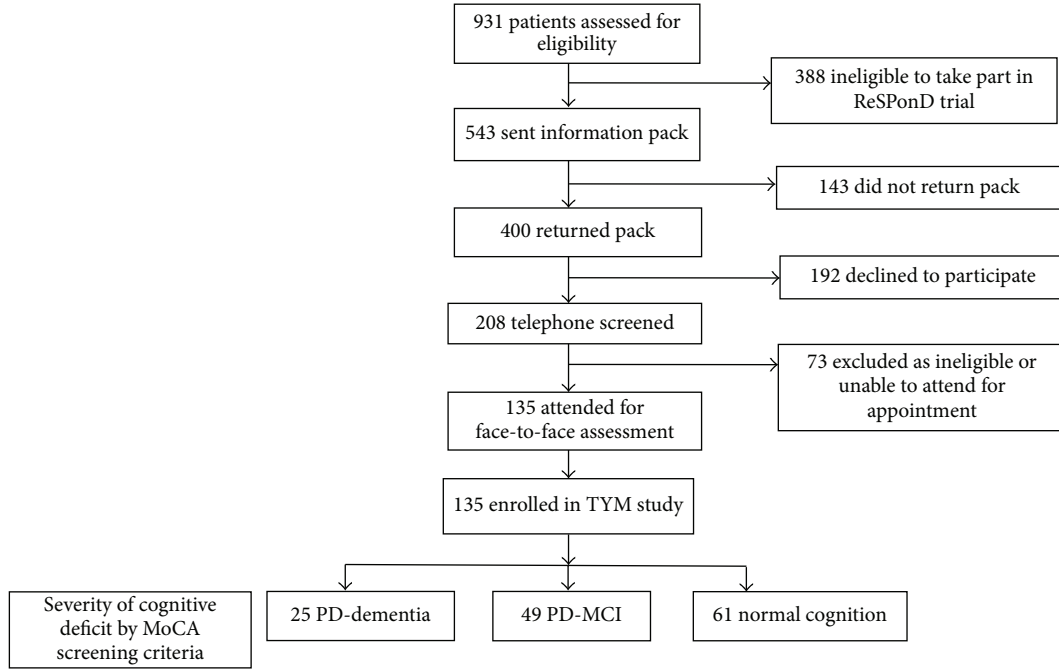 931 patients assessed for
eligibility
388 ineligible to take part in
ReSPonD trial
543 sent information pack
143 did not return pack
400 returned pack
192 declined to participate
208 telephone screened
73 excluded as ineligible or
unable to attend for
appointment
135 attended for
face-to-face assessment
135 enrolled in TYM study
Severity of cognitive
deficit by MoCA
screening criteria
25 PD-dementia
49 PD-MCI
61 normal cognition